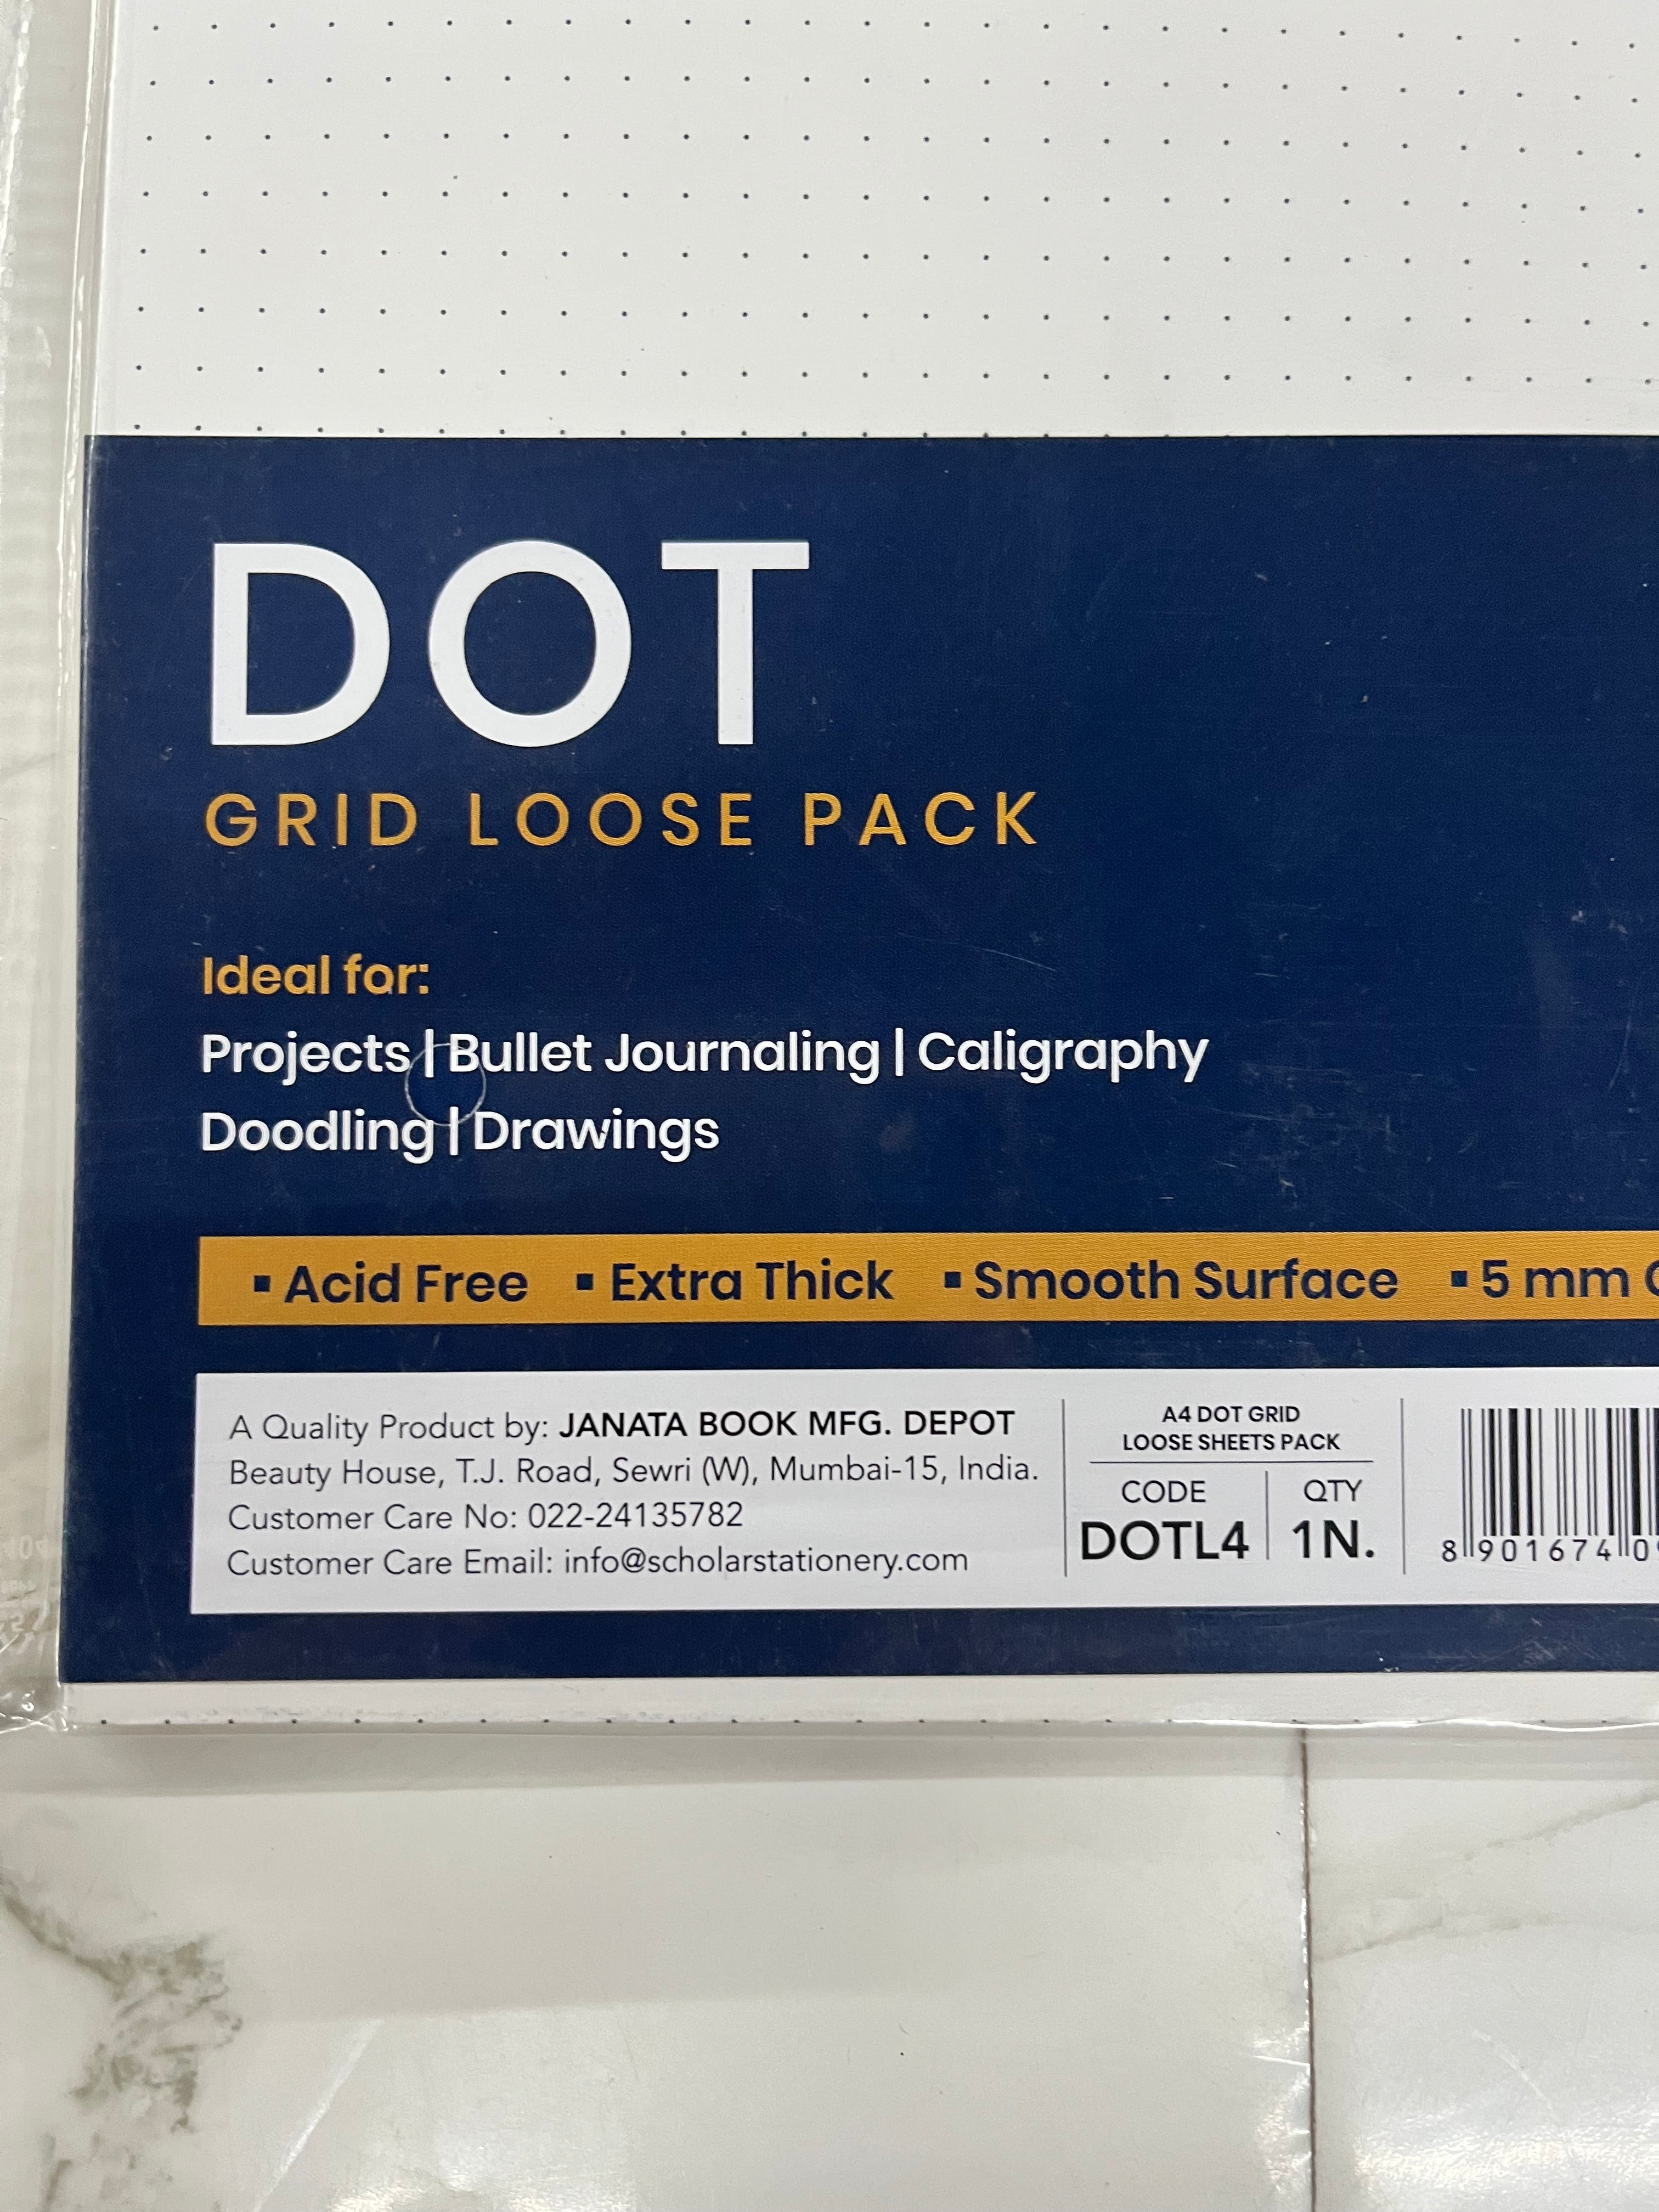 DOT
GRID LOOSE PACK
Ideal for:
Projects | Bullet Journaling | Caligraphy
Doodling | Drawings
▪ Acid Free ▪ Extra Thick ▪ Smooth Surface ▪ 5 mm
A Quality Product by: JANATA BOOK MFG. DEPOT
Beauty House, T.J. Road, Sewri (W), Mumbai-15, India.
Customer Care No: 022-24135782
Customer Care Email: info@scholarstationery.com
A4 DOT GRID
LOOSE SHEETS PACK
CODE
DOTL4
QTY
1N.
8 901674 0